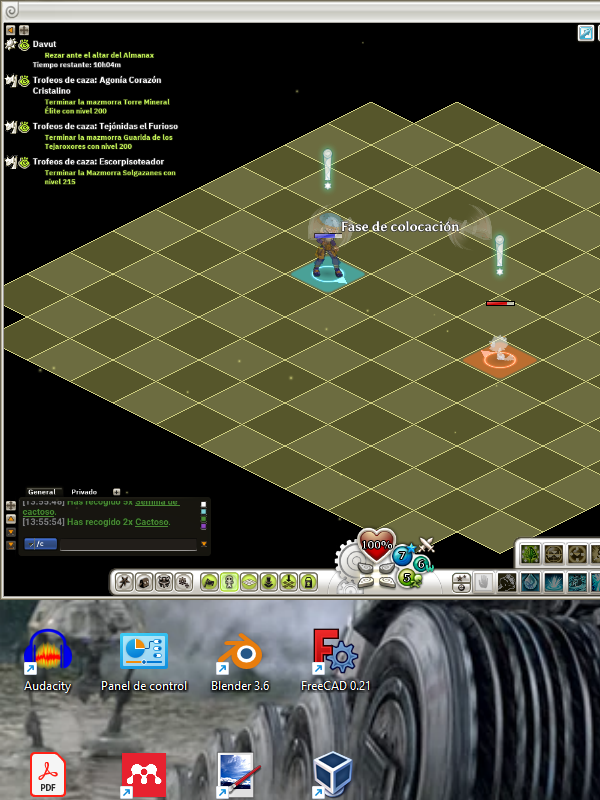 Davut
Rezar ante el altar del Almanax
Tiempo restante: 10h04m
Trofeos de caza: Agonía Corazón
Cristalino
Terminar la mazmorra Torre Mineral
Élite con nivel 200
Trofeos de caza: Tejónidas el Furioso
Terminar la mazmorra Guarida de los
Tejaroxores con nivel 200
Trofeos de caza: Escorpisoteador
Terminar la Mazmorra Solgazanes con
nivel 215
Fase de colocación
General Privado
[13:55:48] Has recogido 5x Semilla de
cactoso.
[13:55:54] Has recogido 2x Cactoso.
/c
100%
7
6
5
Audacity
Panel de control
Blender 3.6
FreeCAD 0.21
PDF